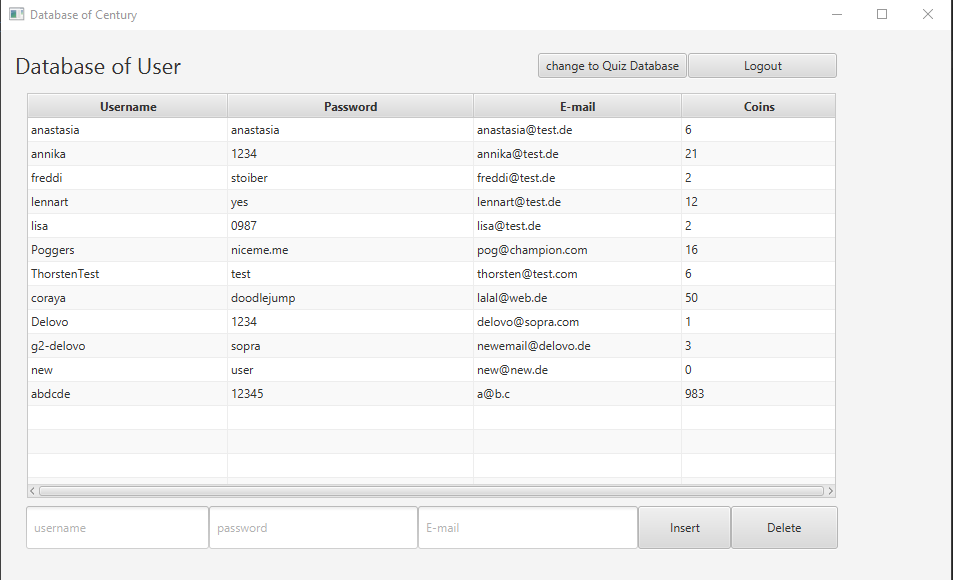 Database of Century
Database of User
change to Quiz Database Logout
Username Password E-mail Coins
anastasia anastasia anastasia@test.de 6
annika 1234 annika@test.de 21
freddi stoiber freddi@test.de 2
lennart yes lennart@test.de 12
lisa 0987 lisa@test.de 2
Poggers niceme.me pog@champion.com 16
ThorstenTest test thorsten@test.com 6
coraya doodlejump lalal@web.de 50
Delovo 1234 delovo@sopra.com 1
g2-delovo sopra newemail@delovo.de 3
new user new@new.de 0
abdcde 12345 a@b.c 983
username password E-mail Insert Delete